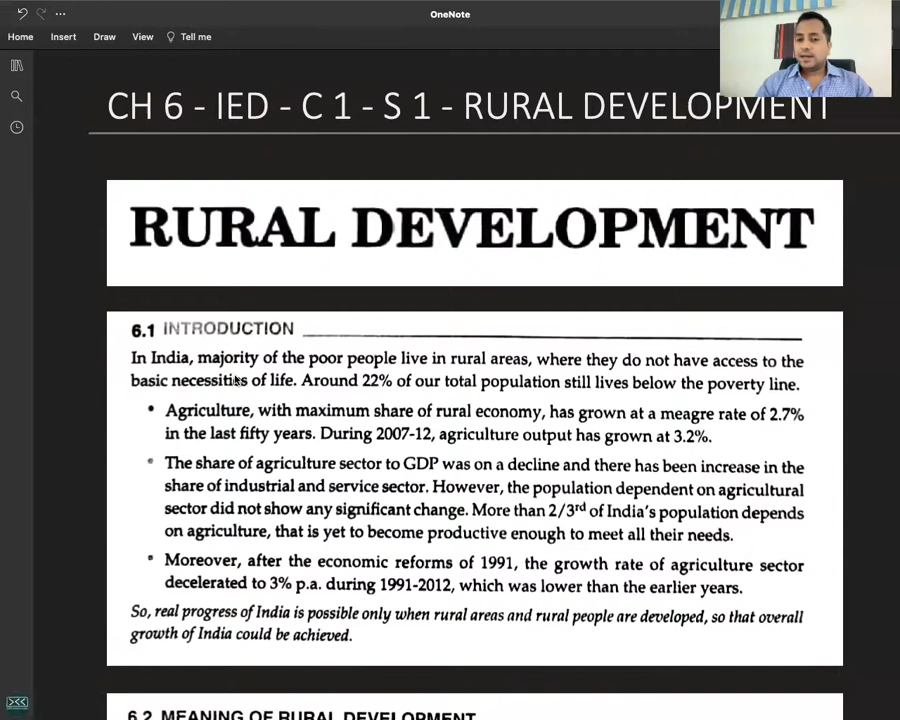 OneNote
Home Insert Draw View Tell me
CH 6 - IED - C 1 - S 1 - RURAL DEVELOPMENT
RURAL DEVELOPMENT
6.1 INTRODUCTION
In India, majority of the poor people live in rural areas, where they do not have access to the
basic necessities of life. Around 22% of our total population still lives below the poverty line.
• Agriculture, with maximum share of rural economy, has grown at a meagre rate of 2.7%
in the last fifty years. During 2007-12, agriculture output has grown at 3.2%.
• The share of agriculture sector to GDP was on a decline and there has been increase in the
share of industrial and service sector. However, the population dependent on agricultural
sector did not show any significant change. More than 2/3rd of India's population depends
on agriculture, that is yet to become productive enough to meet all their needs.
• Moreover, after the economic reforms of 1991, the growth rate of agriculture sector
decelerated to 3% p.a. during 1991-2012, which was lower than the earlier years.
So, real progress of India is possible only when rural areas and rural people are developed, so that overall
growth of India could be achieved.
6.2 MEANING OF RURAL DEVELOPMENT